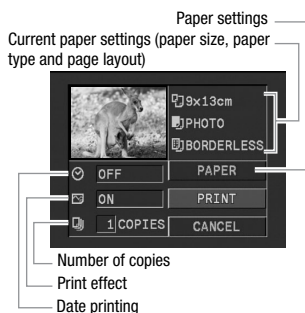 Paper settings
Current paper settings (paper size, paper
type and page layout)
9x13cm
PHOTO
BORDERLESS
OFF
PAPER
ON
PRINT
1 COPIES
CANCEL
Number of copies
Print effect
Date printing